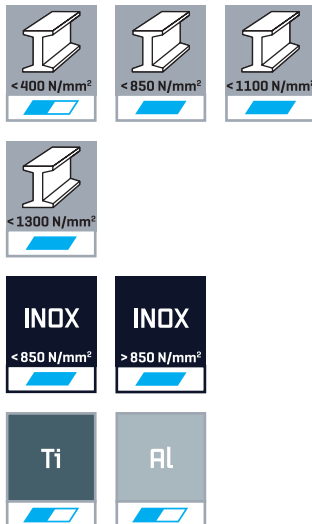 <400 N/mm² <850 N/mm² <1100 N/mm²
<1300 N/mm²
INOX INOX
<850 N/mm² >850 N/mm²
Ti Al